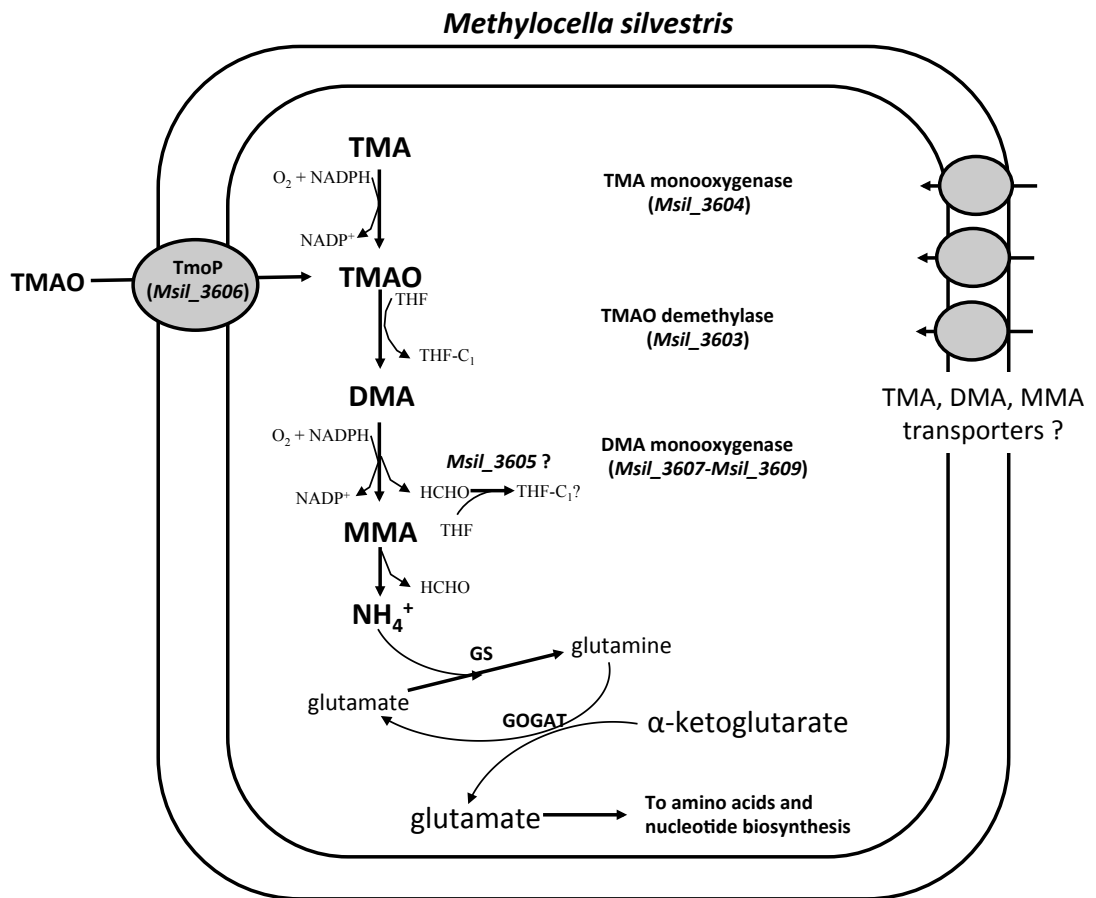 Methylocella silvestris
TMA
O₂ + NADPH
NADP⁺
TMA monooxygenase
(Msil_3604)
TMAO
TmoP
(Msil_3606)
TMAO
THF
THF-C₁
TMAO demethylase
(Msil_3603)
DMA
TMA, DMA, MMA
transporters ?
O₂ + NADPH
NADP⁺
HCHO
Msil_3605 ?
THF-C₁?
THF
DMA monooxygenase
(Msil_3607-Msil_3609)
MMA
HCHO
NH₄⁺
GS
glutamine
glutamate
GOGAT
α-ketoglutarate
glutamate
To amino acids and
nucleotide biosynthesis